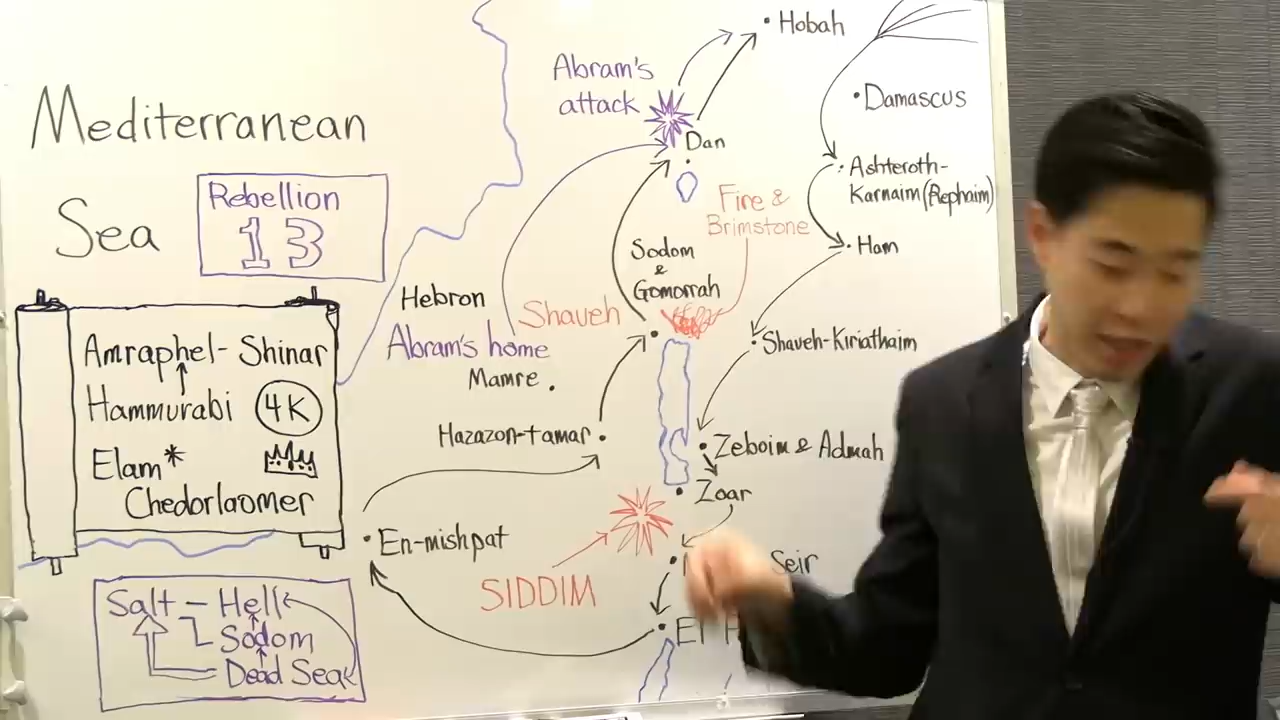 Mediterranean
Sea
Rebellion
13
Amraphel- Shinar
Hammurabi 4K
Elam*
Chedorlaomer
Salt - Hell
Sodom
Dead Sea
Hobah
Abram's
attack
Damascus
Dan
Ashteroth-
Karnaim (Rephaim)
Fire &
Brimstone
Ham
Sodom
&
Gomorrah
Hebron
Shaveh
Abram's home
Shaveh-Kiriathaim
Mamre
Hazazon-tamar
Zeboim & Admah
Zoar
En-mishpat
Seir
SIDDIM
El